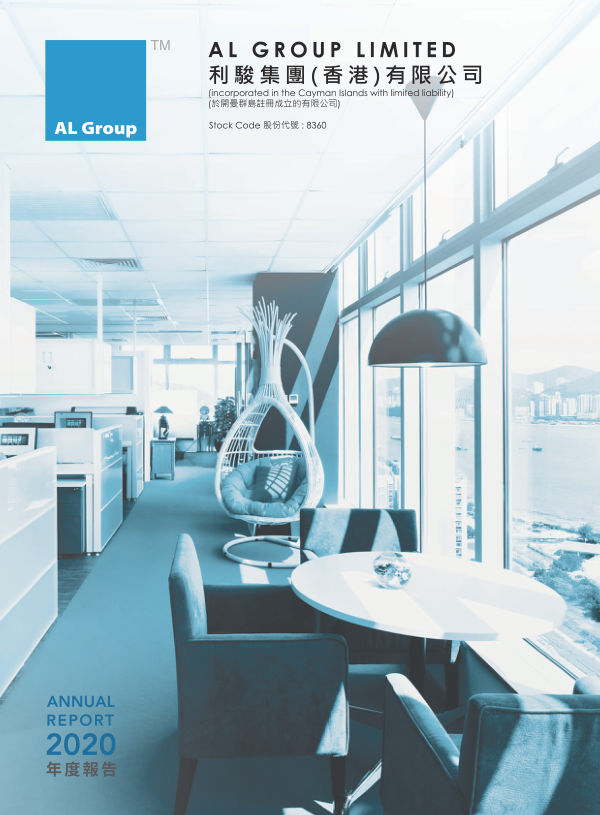 AL Group
TM
AL GROUP LIMITED
利駿集團(香港)有限公司
(incorporated in the Cayman Islands with limited liability)
(於開曼群島註冊成立的有限公司)
Stock Code 股份代號 : 8360
ANNUAL
REPORT
2020
年度報告